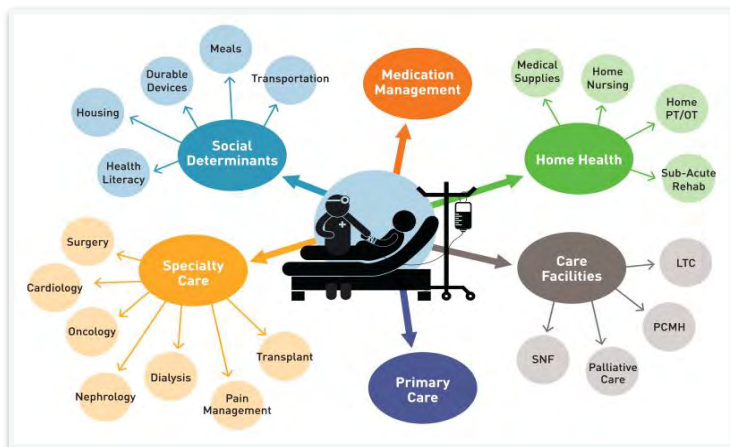 Meals
Durable
Devices
Transportation
Housing
Health
Literacy
Social
Determinants
Medication
Management
Medical
Supplies
Home
Nursing
Home
PT/OT
Sub-Acute
Rehab
Home Health
Surgery
Cardiology
Oncology
Nephrology
Dialysis
Pain
Management
Transplant
Specialty
Care
Primary
Care
Care
Facilities
LTC
PCMH
Palliative
Care
SNF